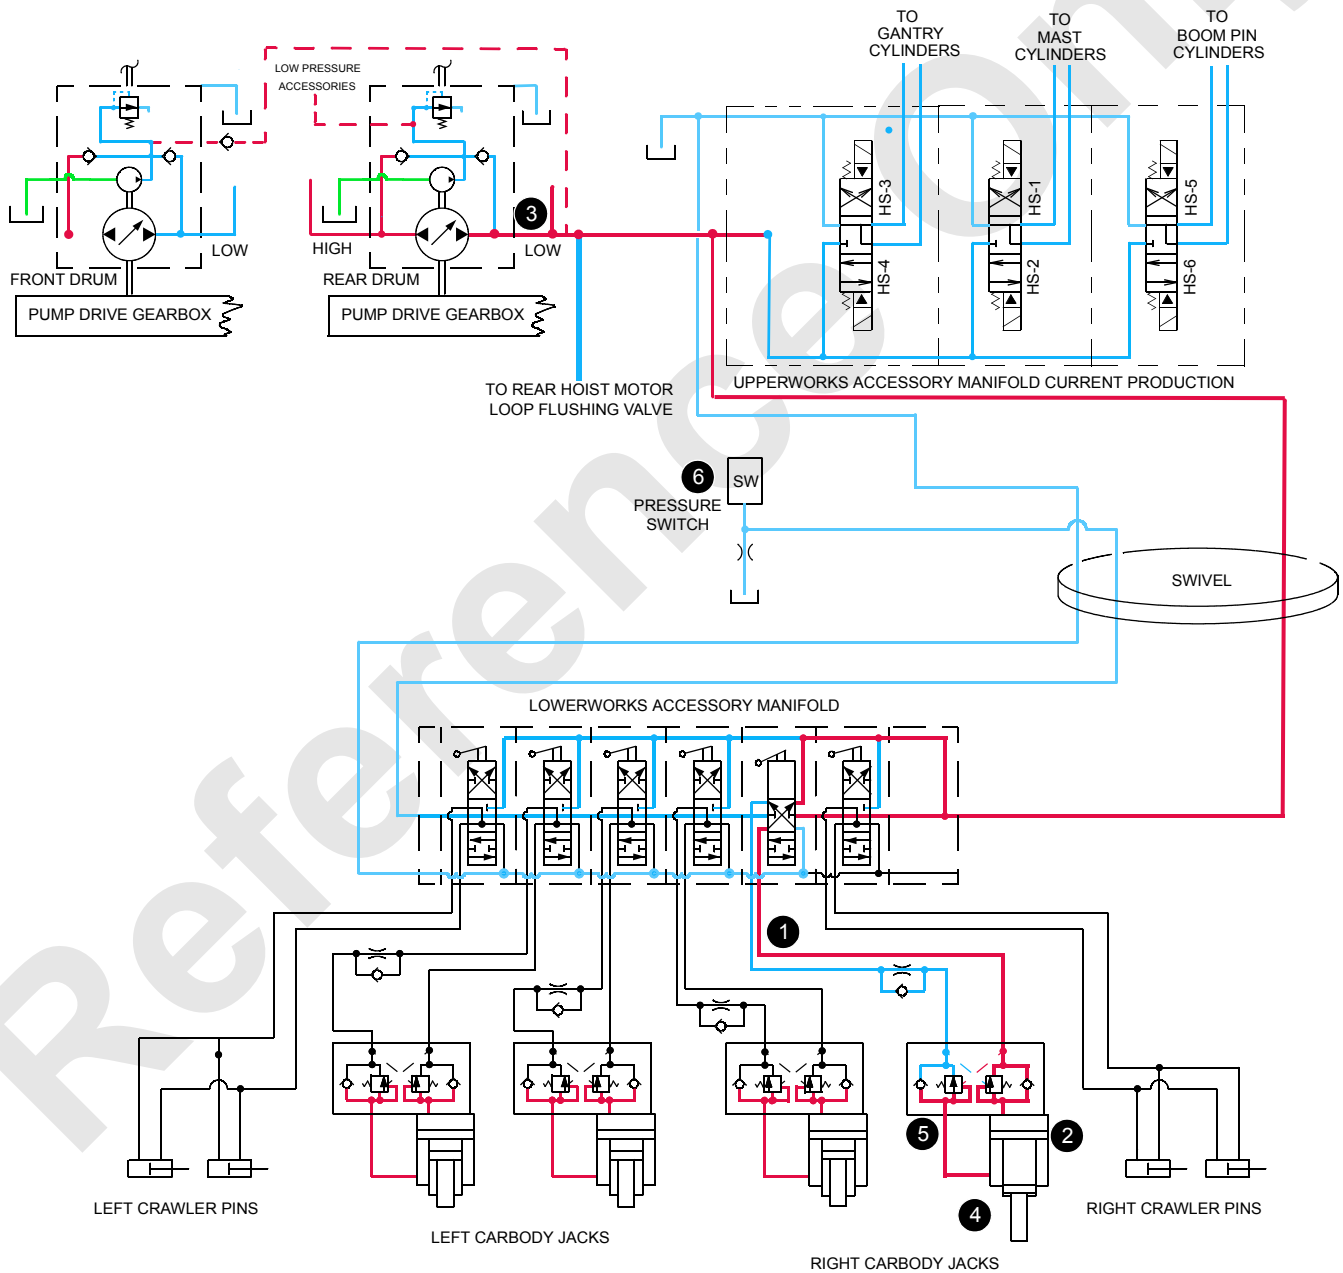 TO
GANTRY
CYLINDERS
TO
MAST
CYLINDERS
TO
BOOM PIN
CYLINDERS
LOW PRESSURE
ACCESSORIES
HS-3
HS-1
HS-5
3
LOW
HIGH
LOW
FRONT DRUM
REAR DRUM
HS-4
HS-2
HS-6
PUMP DRIVE GEARBOX
PUMP DRIVE GEARBOX
TO REAR HOIST MOTOR
LOOP FLUSHING VALVE
UPPERWORKS ACCESSORY MANIFOLD CURRENT PRODUCTION
6
SW
PRESSURE
SWITCH
SWIVEL
LOWERWORKS ACCESSORY MANIFOLD
1
5
2
4
LEFT CRAWLER PINS
LEFT CARBODY JACKS
RIGHT CARBODY JACKS
RIGHT CRAWLER PINS
Reference On